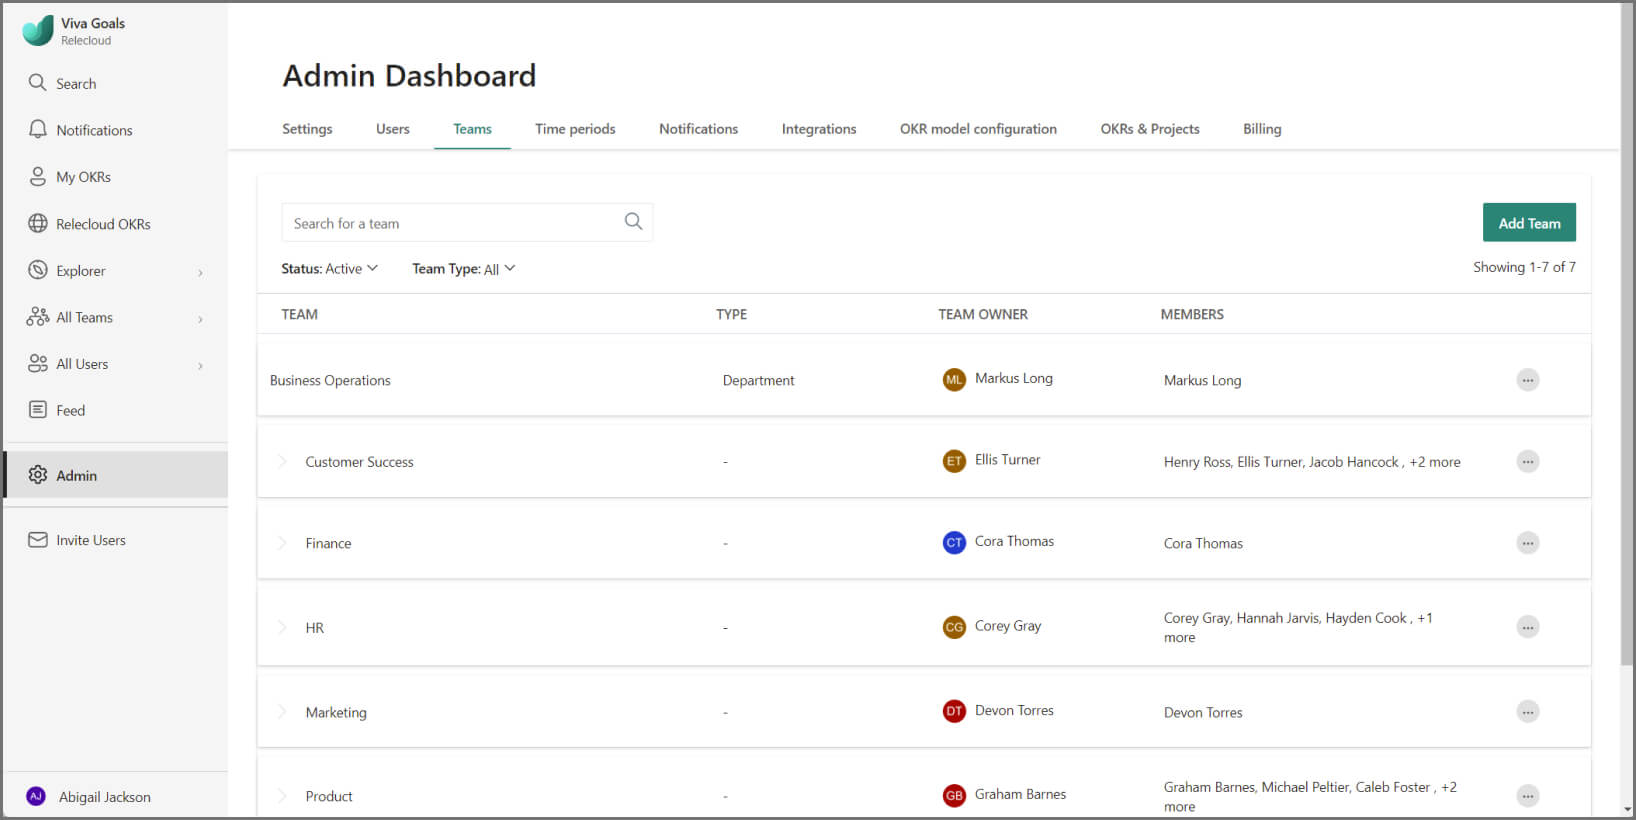 Viva Goals
Relecloud
Search
Notifications
My OKRs
Relecloud OKRs
Explorer
All Teams
All Users
Feed
Admin
Invite Users
AJ Abigail Jackson
Admin Dashboard
Settings Users Teams Time periods Notifications Integrations OKR model configuration OKRs & Projects Billing
Search for a team
Add Team
Status: Active Team Type: All
Showing 1-7 of 7
TEAM TYPE TEAM OWNER MEMBERS
Business Operations Department ML Markus Long Markus Long
Customer Success - ET Ellis Turner Henry Ross, Ellis Turner, Jacob Hancock , +2 more
Finance - CT Cora Thomas Cora Thomas
HR - CG Corey Gray Corey Gray, Hannah Jarvis, Hayden Cook , +1
more
Marketing - DT Devon Torres Devon Torres
Product - GB Graham Barnes Graham Barnes, Michael Peltier, Caleb Foster , +2
more